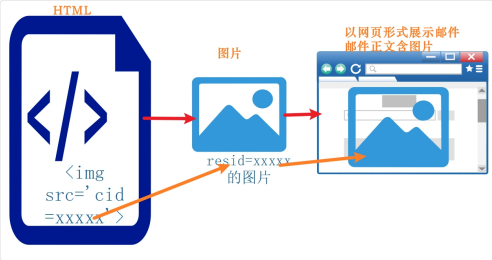 HTML
以网页形式展示邮件
邮件正文含图片
图片
</>
<img
src='cid
=xxxxx'>
resid=xxxxx
的图片